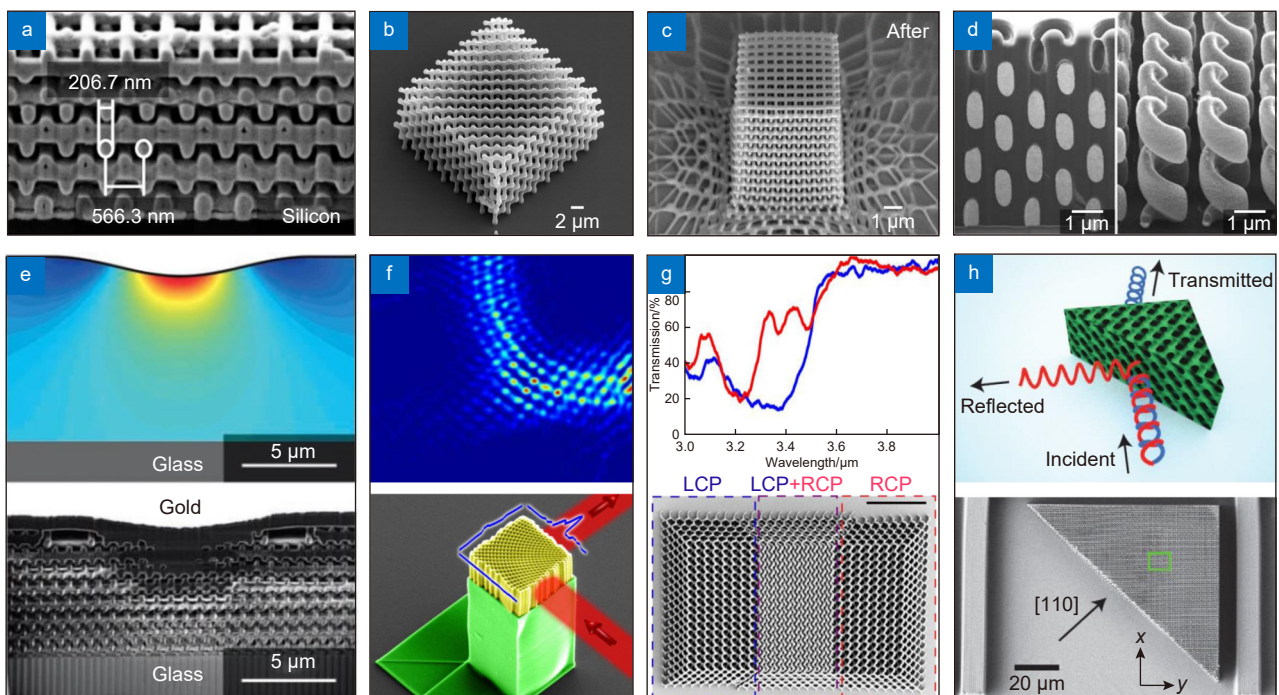 a
206.7 nm
566.3 nm
Silicon
b
2 μm
c
After
1 μm
d
1 μm
1 μm
e
Glass
5 μm
Gold
Glass
5 μm
f
g
Transmission/%
80
60
40
20
0
3.0
3.2
3.4
3.6
3.8
Wavelength/μm
LCP
LCP+RCP
RCP
h
Transmitted
Reflected
Incident
[110]
x
y
20 μm